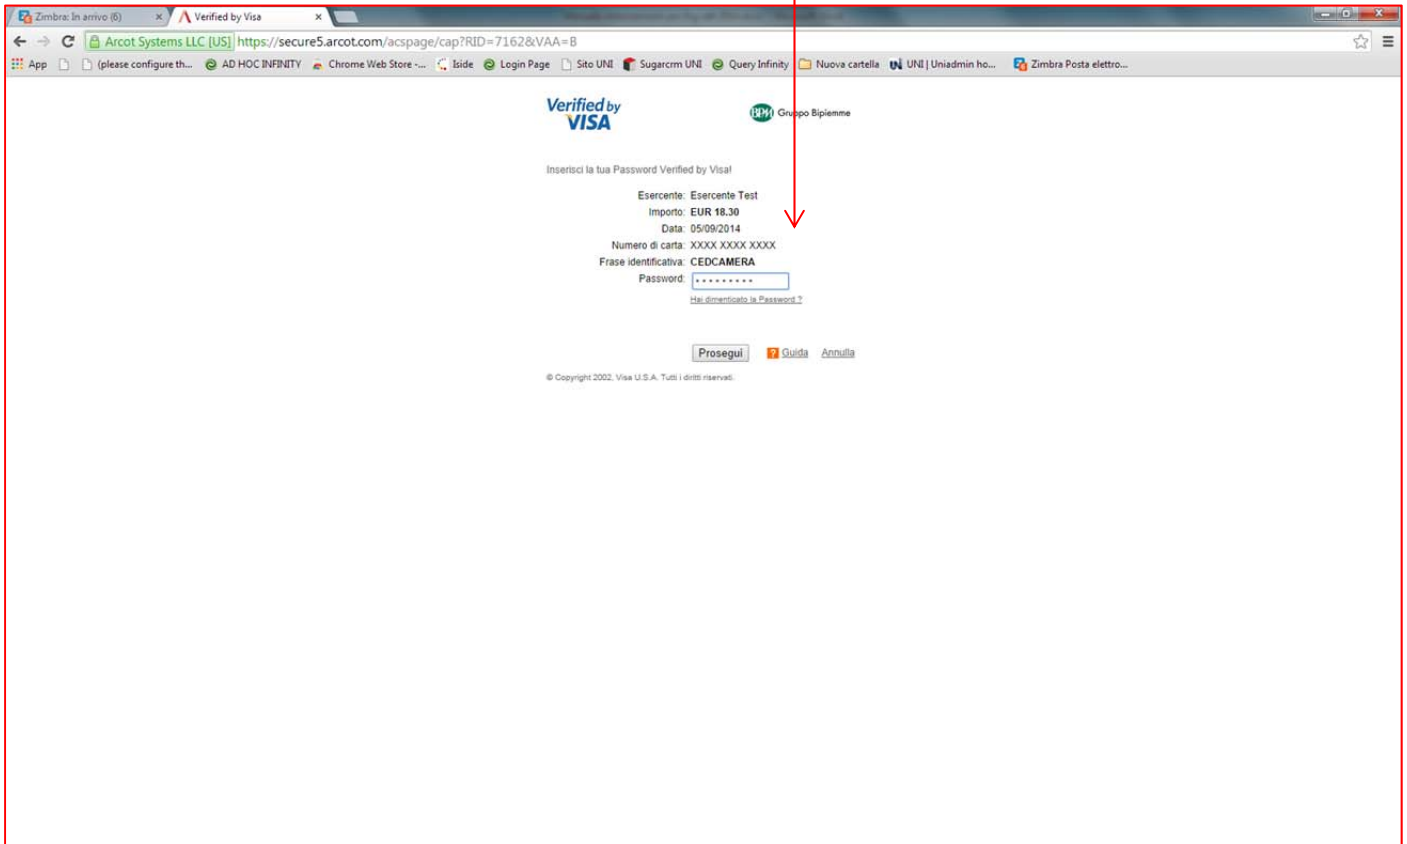 Zimbra: In arrivo (6)
Verified by Visa
Arcot Systems LLC [US] https://secure5.arcot.com/acspage/cap?RID=7162&VAA=B
App
(please configure th...
AD HOC INFINITY
Chrome Web Store -...
Iside
Login Page
Sito UNI
Sugarcrm UNI
Query Infinity
Nuova cartella
UNI | Uniadmin ho...
Zimbra Posta elettro...
Verified by
VISA
BPM Gruppo Bipiemme
Inserisci la tua Password Verified by Visa!
Esercente: Esercente Test
Importo: EUR 18.30
Data: 05/09/2014
Numero di carta: XXXX XXXX XXXX
Frase identificativa: CEDCAMERA
Password: •••••••••
Hai dimenticato la Password ?
Prosegui ? Guida Annulla
© Copyright 2002, Visa U.S.A. Tutti i diritti riservati.